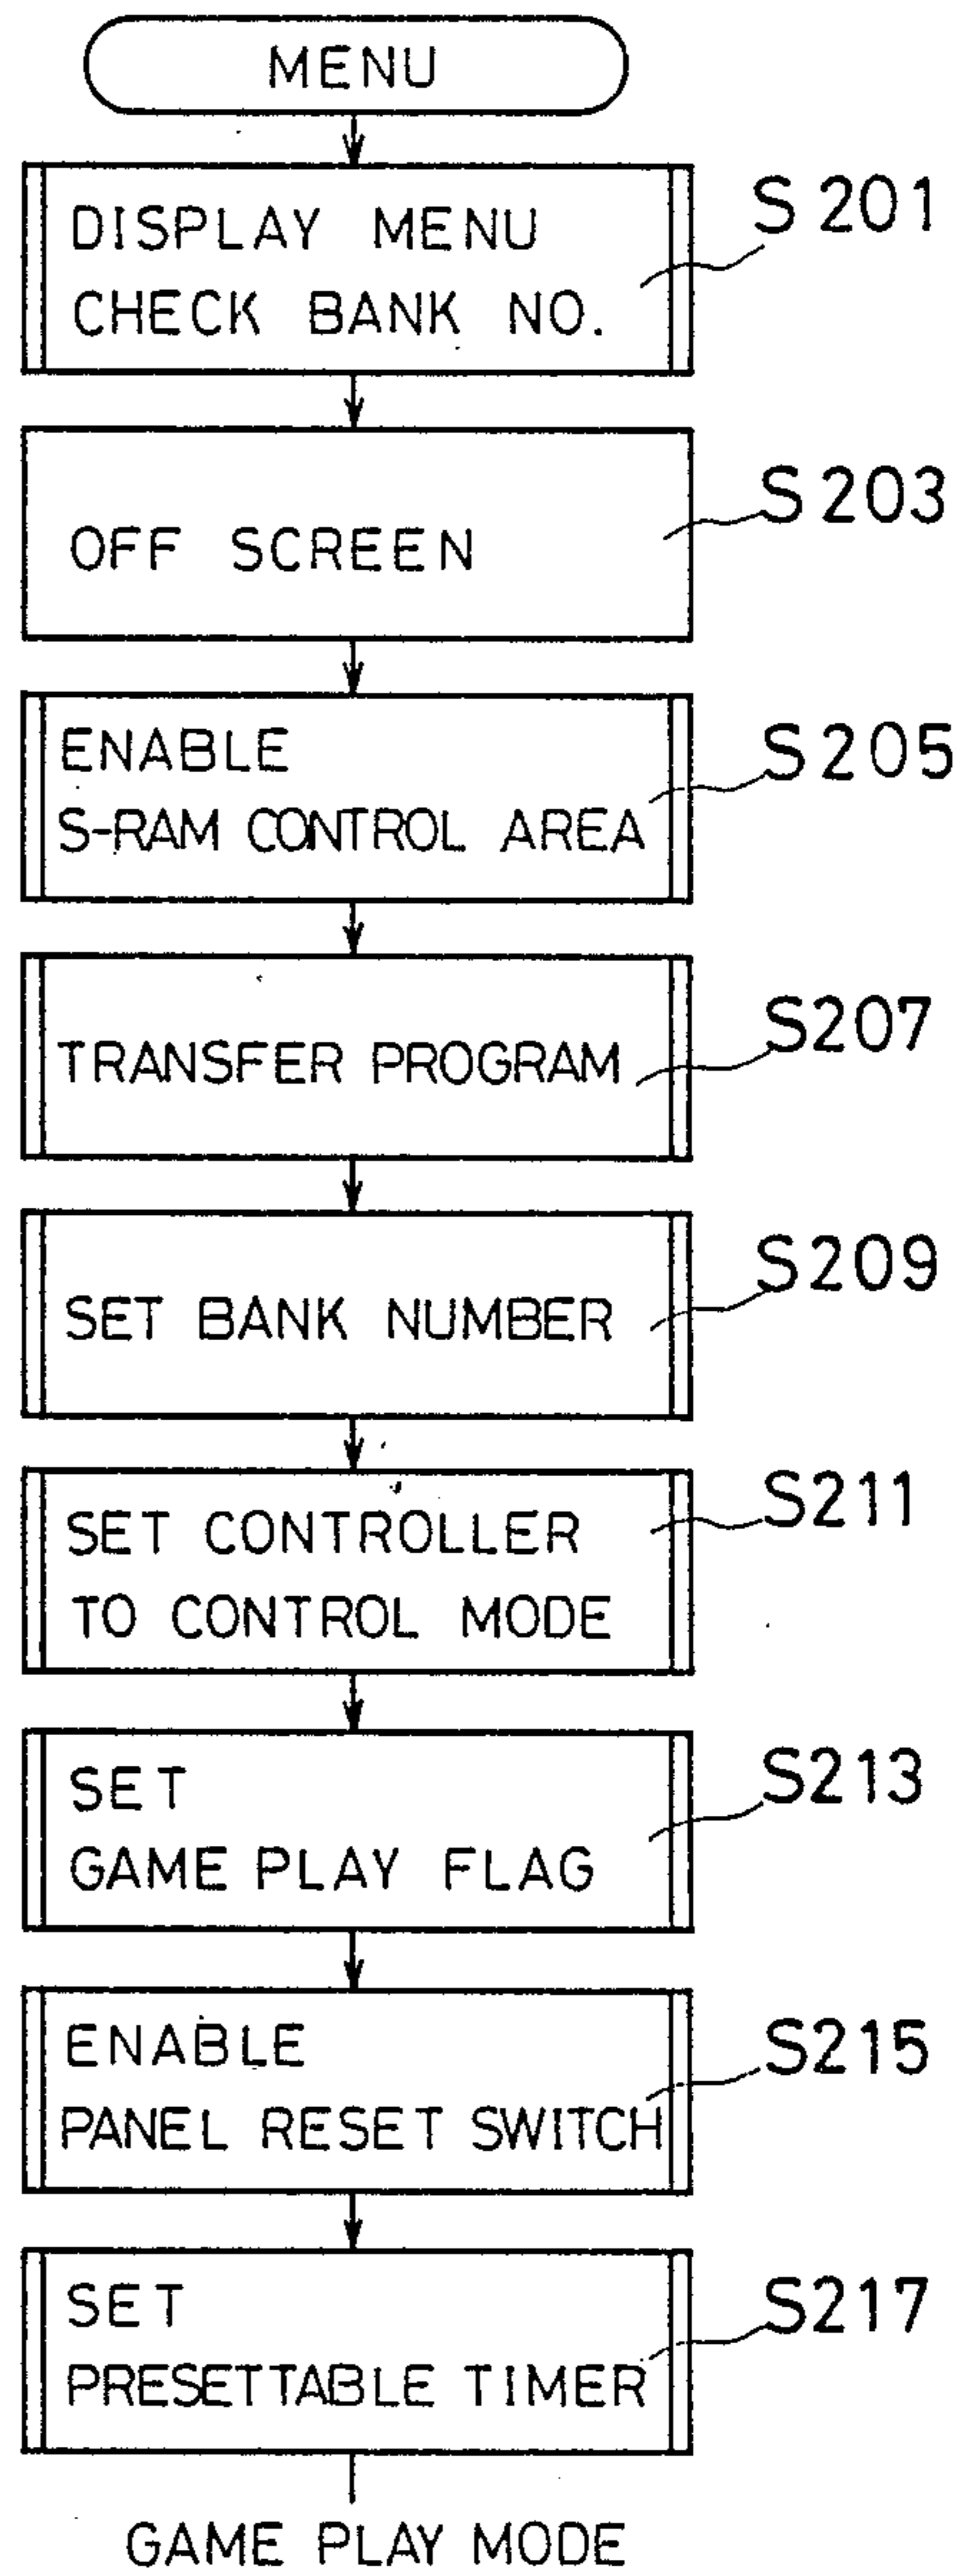 MENU
DISPLAY MENU
CHECK BANK NO.
S201
OFF SCREEN
S203
ENABLE
S-RAM CONTROL AREA
S205
TRANSFER PROGRAM
S207
SET BANK NUMBER
S209
SET CONTROLLER
TO CONTROL MODE
S211
SET
GAME PLAY FLAG
S213
ENABLE
PANEL RESET SWITCH
S215
SET
PRESETTABLE TIMER
S217
GAME PLAY MODE